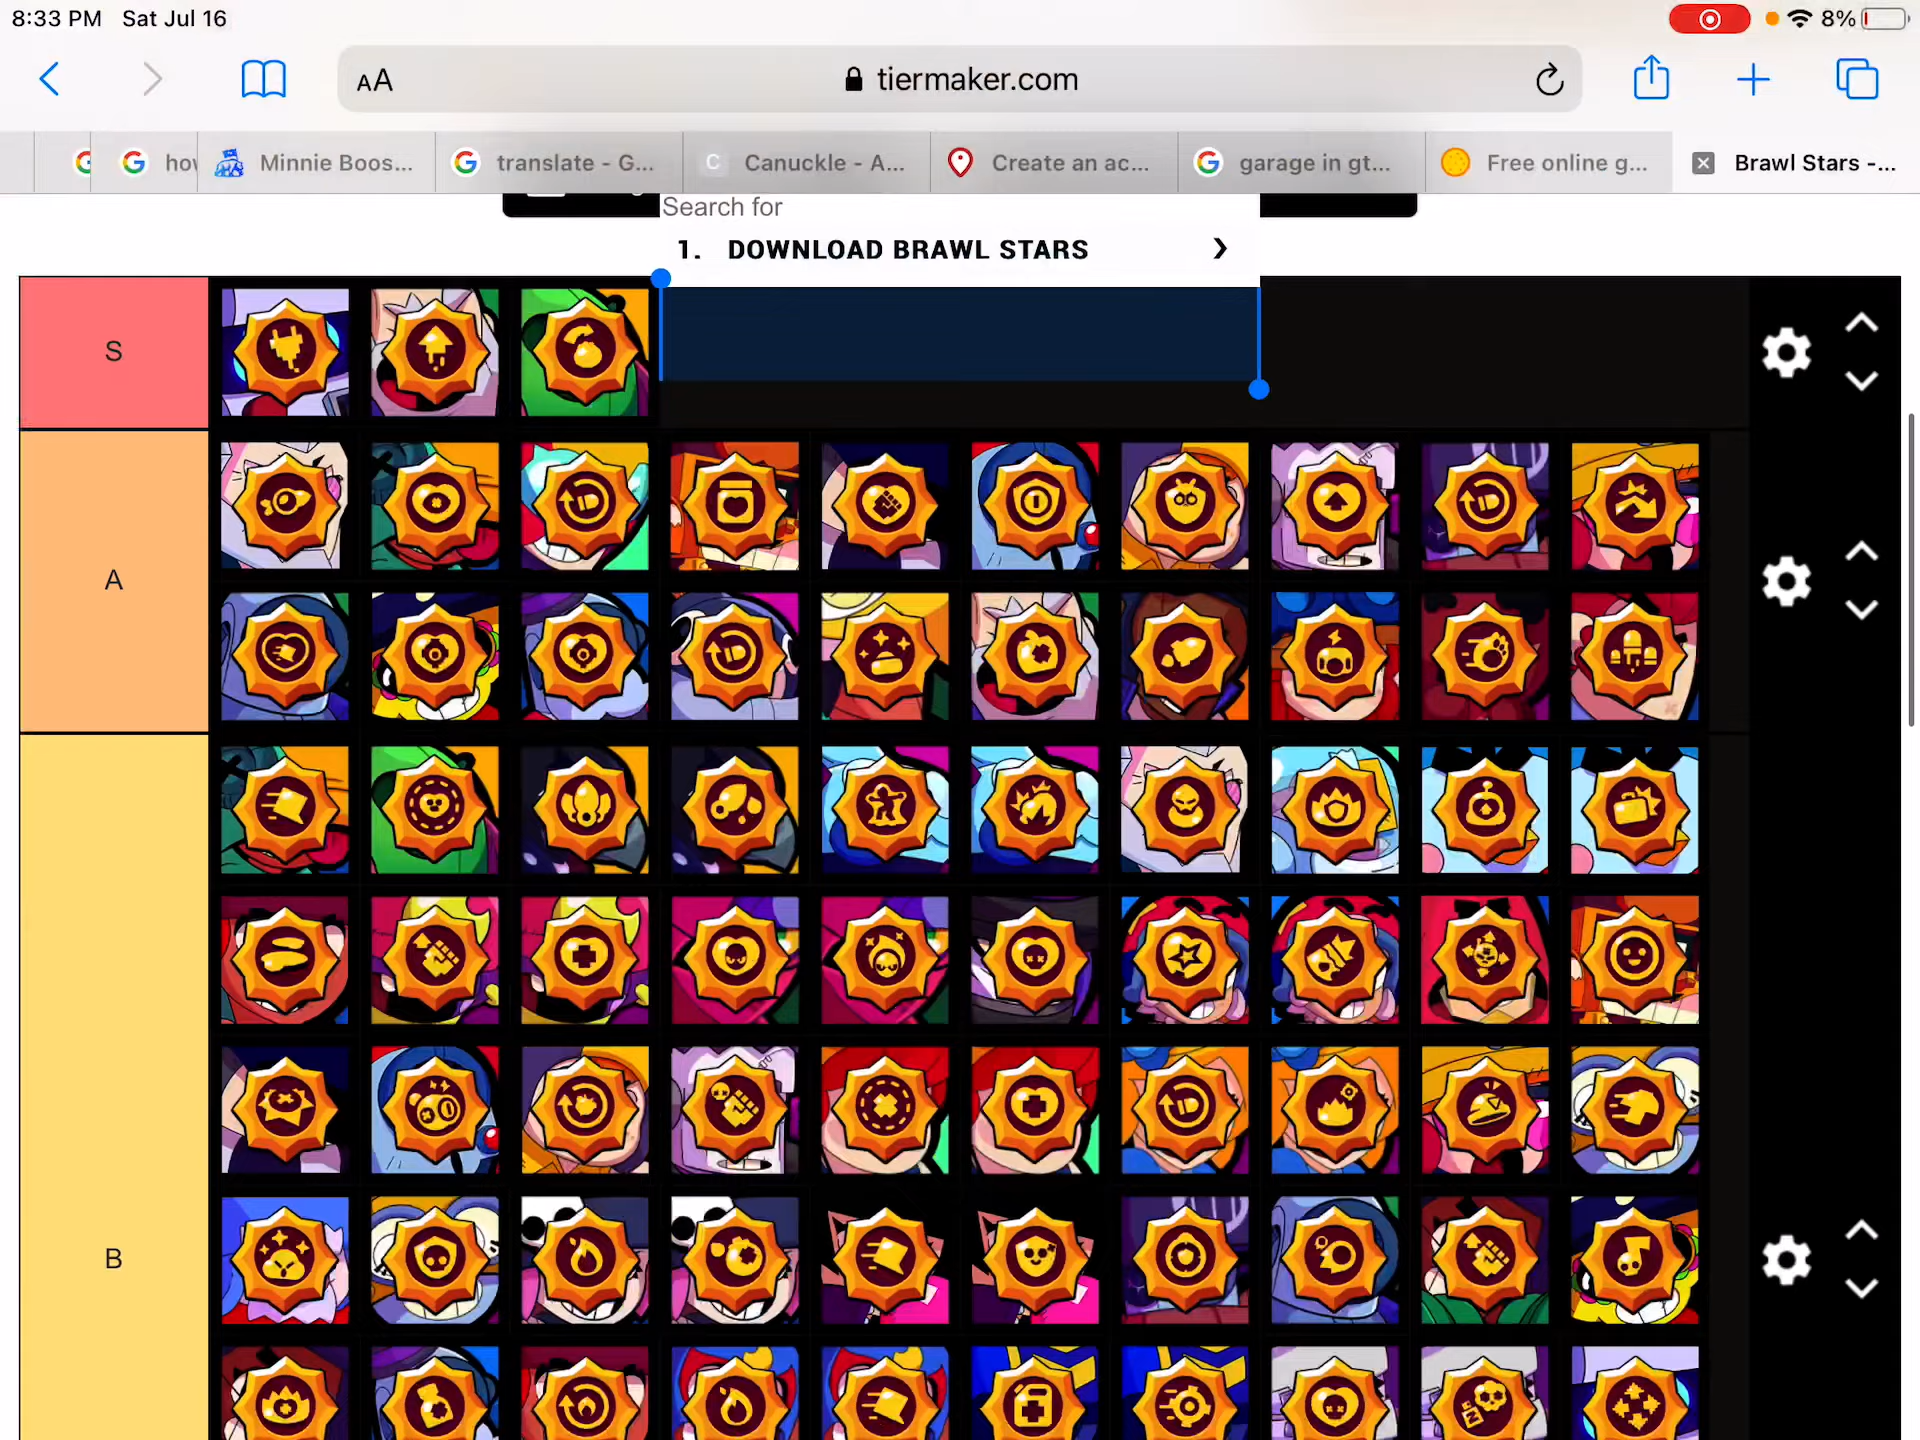 8:33 PM Sat Jul 16
8%
AA
tiermaker.com
hov
Minnie Boos...
translate - G...
C
Canuckle - A...
Create an ac...
garage in gt...
Free online g...
Brawl Stars -...
Search for
1. DOWNLOAD BRAWL STARS
S
A
B